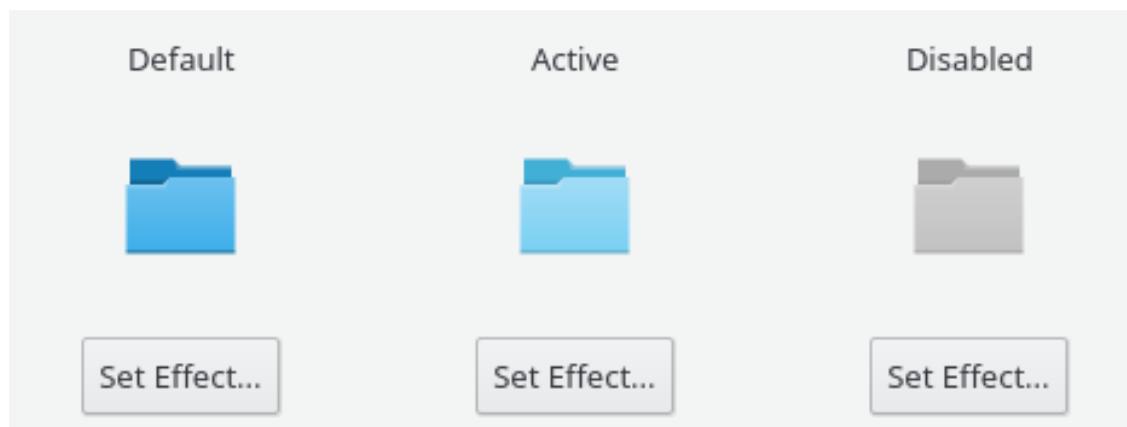 Default
Active
Disabled
Set Effect...
Set Effect...
Set Effect...